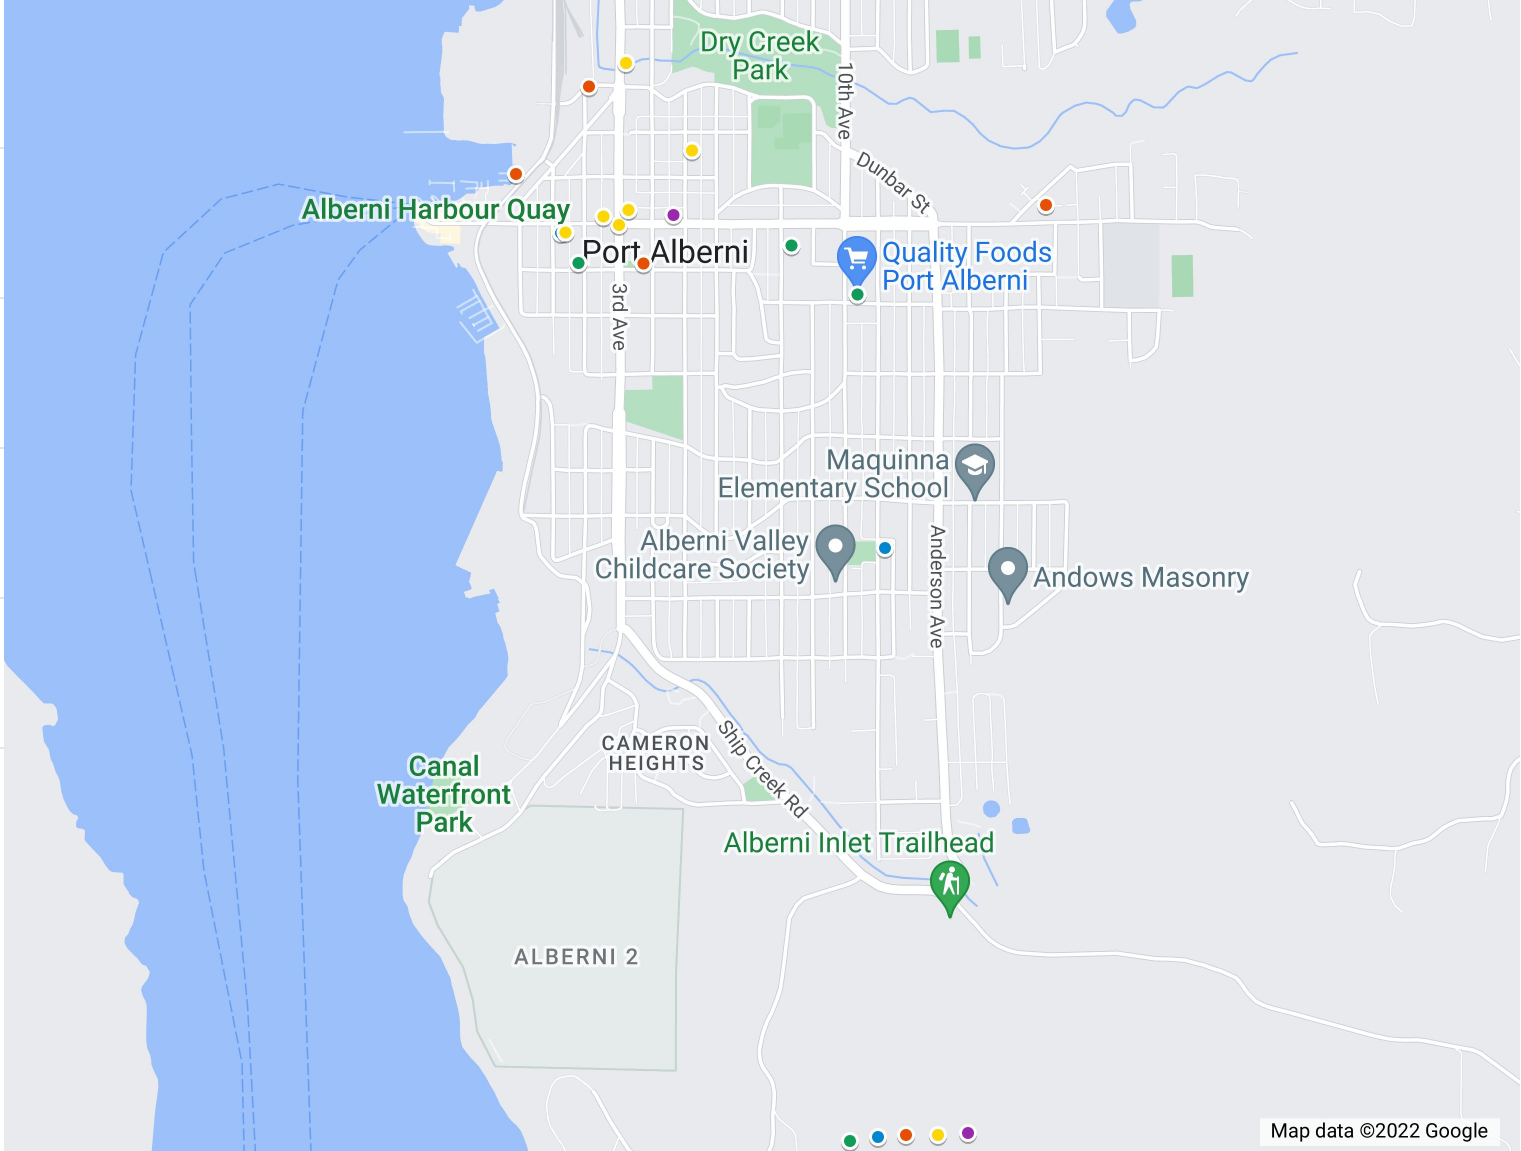 Dry Creek
Park
10th Ave
Dunbar St
Alberni Harbour Quay
Port Alberni
Quality Foods
Port Alberni
3rd Ave
Maquinna
Elementary School
Alberni Valley
Childcare Society
Anderson Ave
Andows Masonry
CAMERON
HEIGHTS
Ship Creek Rd
Canal
Waterfront
Park
Alberni Inlet Trailhead
ALBERNI 2
Map data ©2022 Google